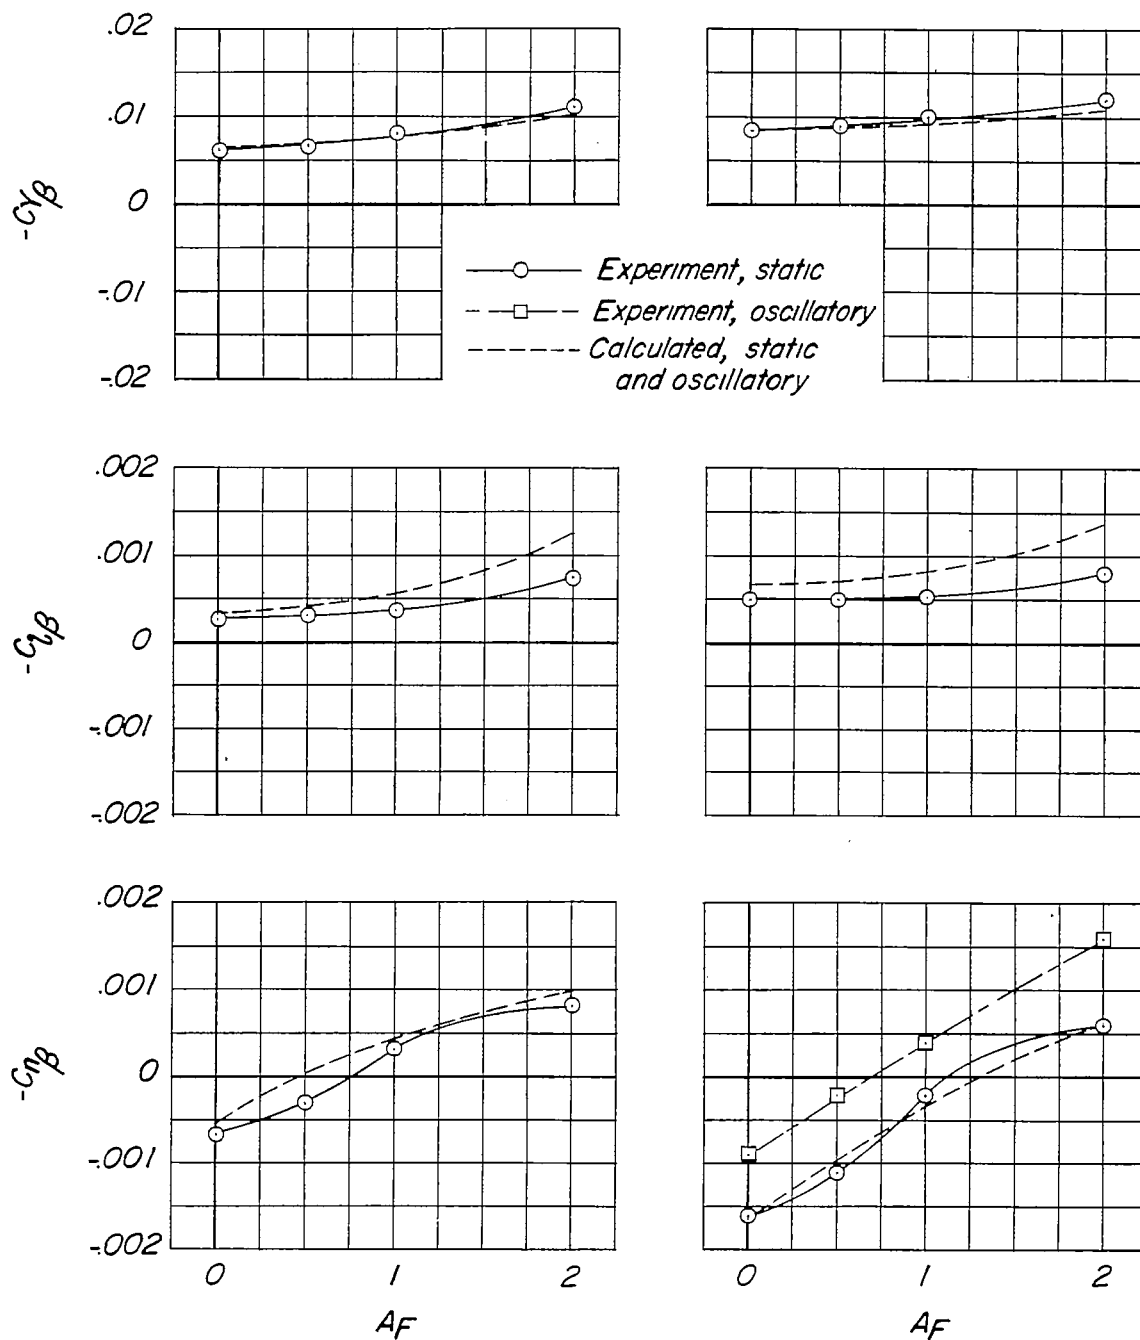 .02
.01
0
-.01
-.02
-CYβ
Experiment, static
Experiment, oscillatory
Calculated, static
and oscillatory
.002
.001
0
-.001
-.002
-Clβ
.002
.001
0
-.001
-.002
-Cnβ
0 1 2 0 1 2
AF AF